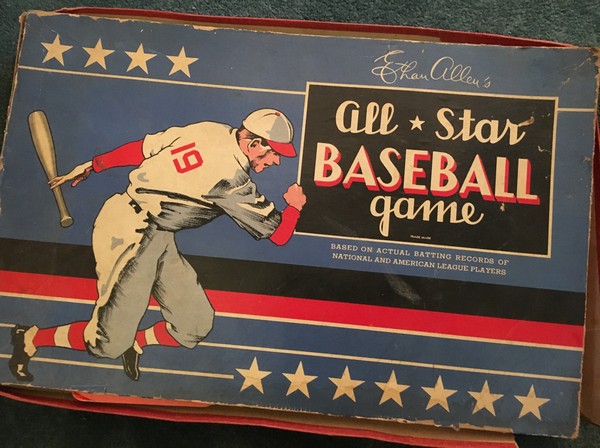 Ethan Allen's
all ★ Star
BASEBALL
game
BASED ON ACTUAL BATTING RECORDS OF
NATIONAL AND AMERICAN LEAGUE PLAYERS
19